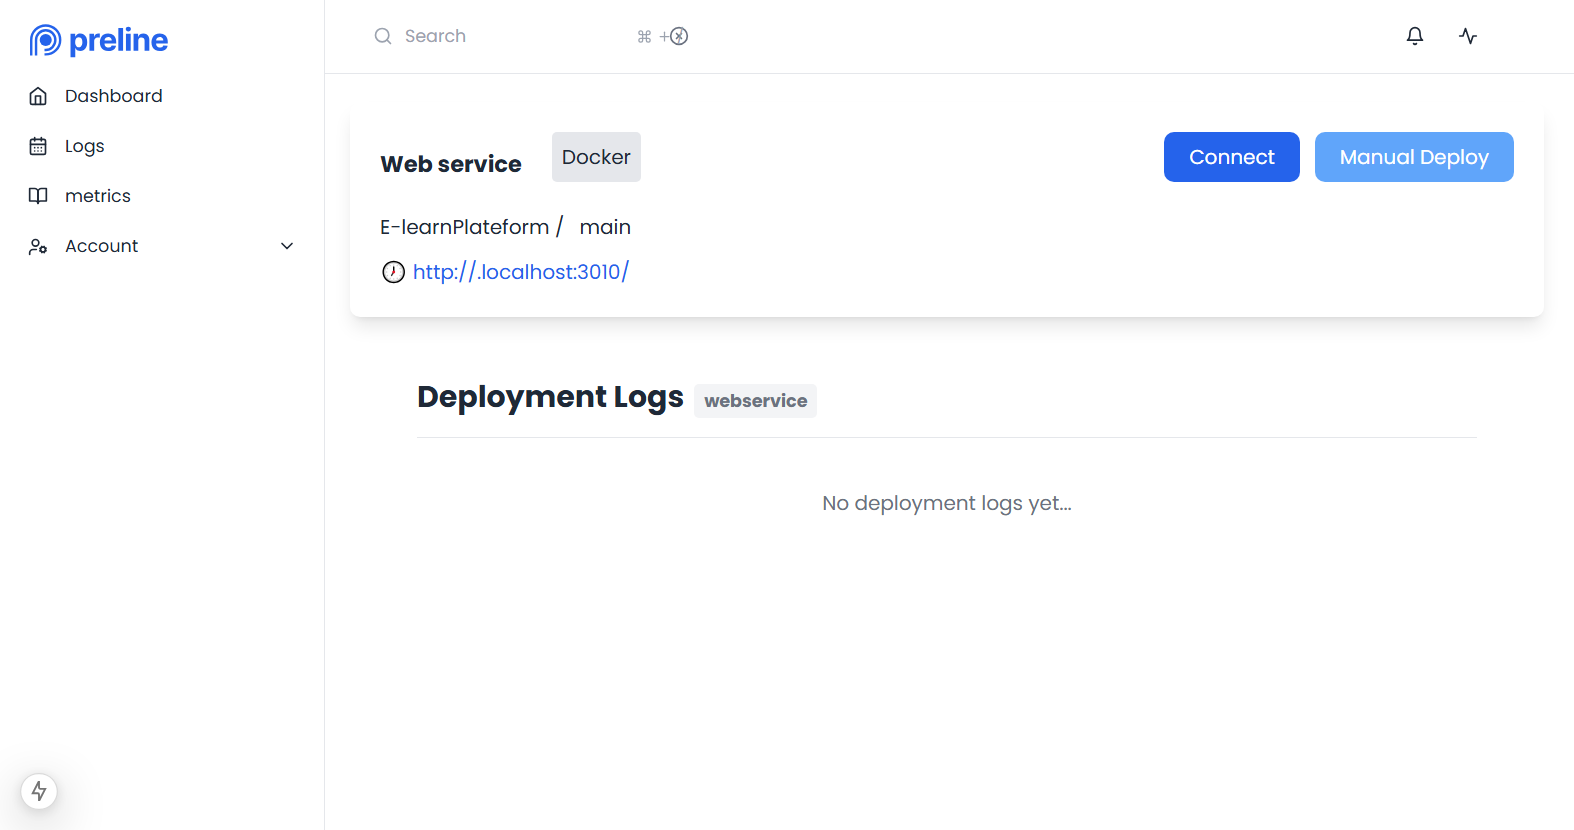 preline
Search
⌘ +
Dashboard
Logs
metrics
Account
Web service
Docker
Connect
Manual Deploy
E-learnPlateform / main
http://.localhost:3010/
Deployment Logs
webservice
No deployment logs yet...